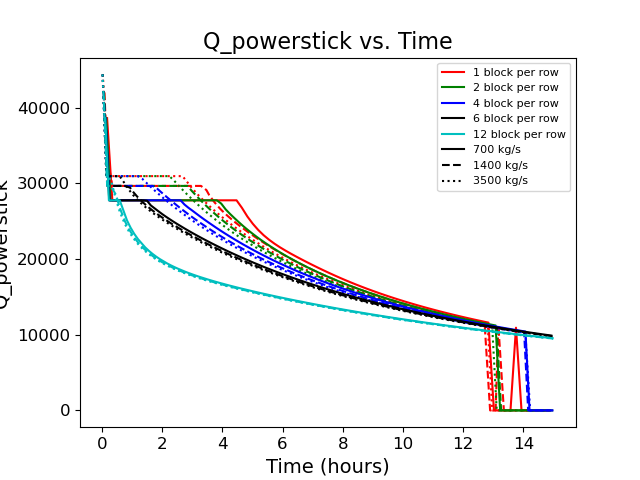 Q_powerstick vs. Time
1 block per row
2 block per row
4 block per row
6 block per row
12 block per row
700 kg/s
1400 kg/s
3500 kg/s
40000
30000
20000
10000
0
Q_powerstick
0 2 4 6 8 10 12 14
Time (hours)